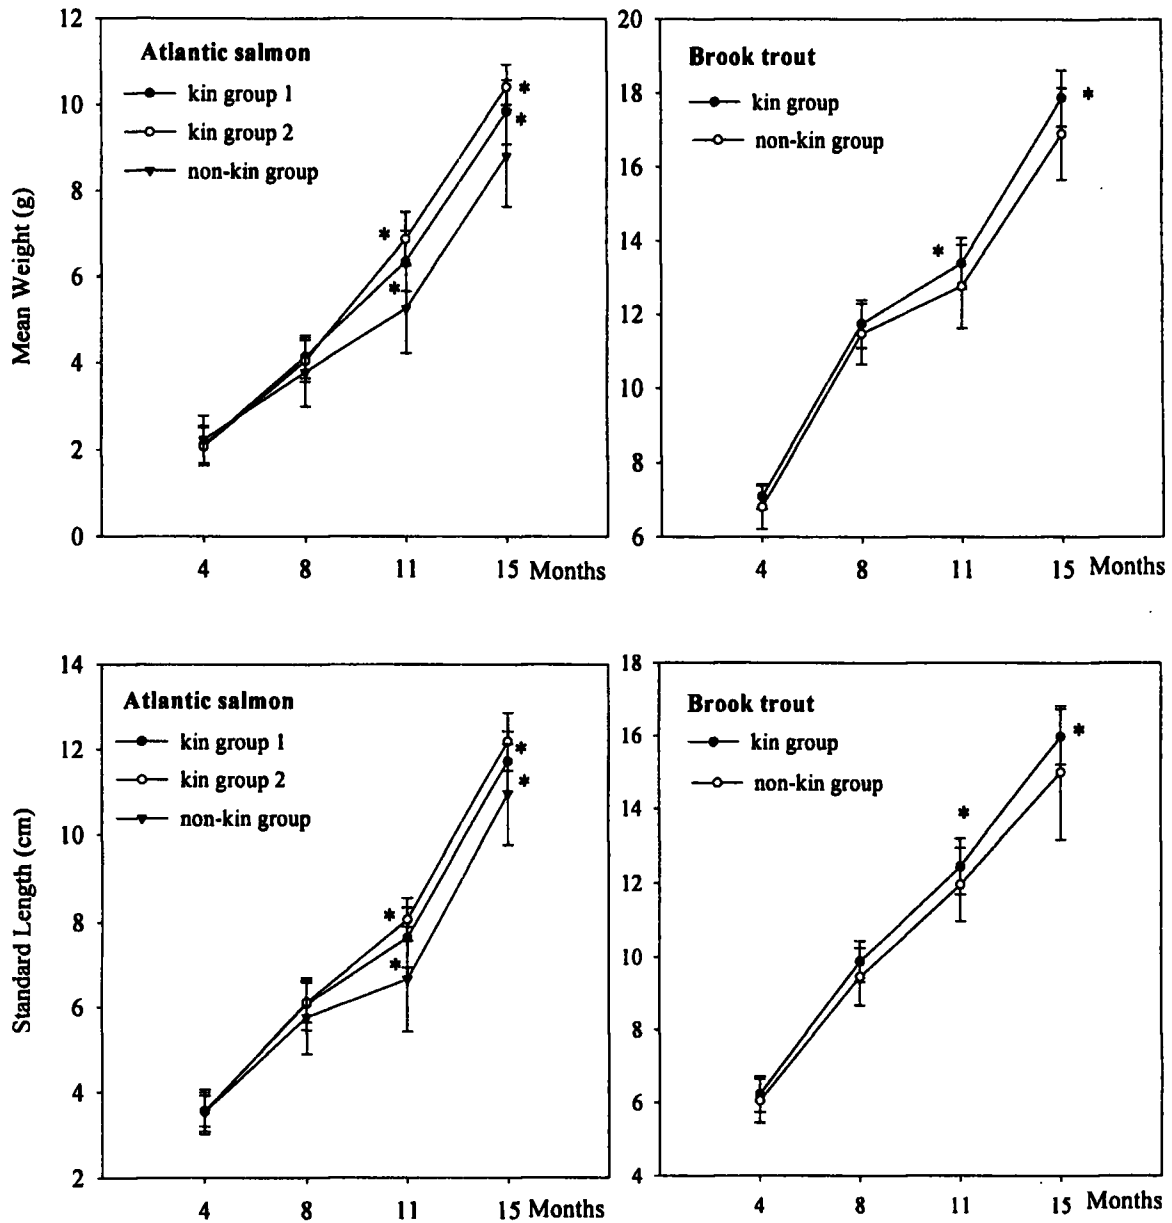 Mean Weight (g)
12
10
8
6
4
2
0
Atlantic salmon
kin group 1
kin group 2
non-kin group
*
*
*
*
4 8 11 15 Months
20
18
16
14
12
10
8
6
Brook trout
kin group
non-kin group
*
*
4 8 11 15 Months
Standard Length (cm)
14
12
10
8
6
4
2
Atlantic salmon
kin group 1
kin group 2
non-kin group
*
*
*
*
4 8 11 15 Months
18
16
14
12
10
8
6
4
Brook trout
kin group
non-kin group
*
*
4 8 11 15 Months